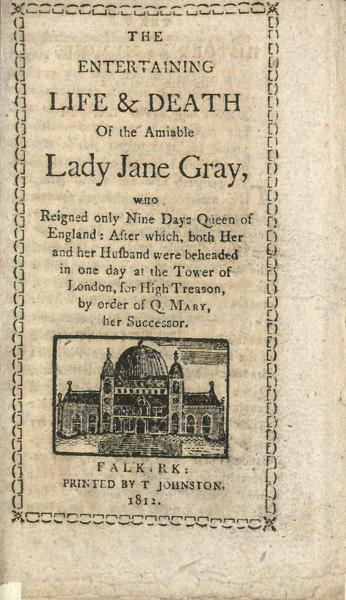 THE
ENTERTAINING
LIFE & DEATH
Of the Amiable
Lady Jane Gray,
WHO
Reigned only Nine Days Queen of
England: After which, both Her
and her Huſband were beheaded
in one day at the Tower of
London, for High Treason,
by order of Q. MARY,
her Successor.
FALKIRK:
PRINTED BY T JOHNSTON.
1812.